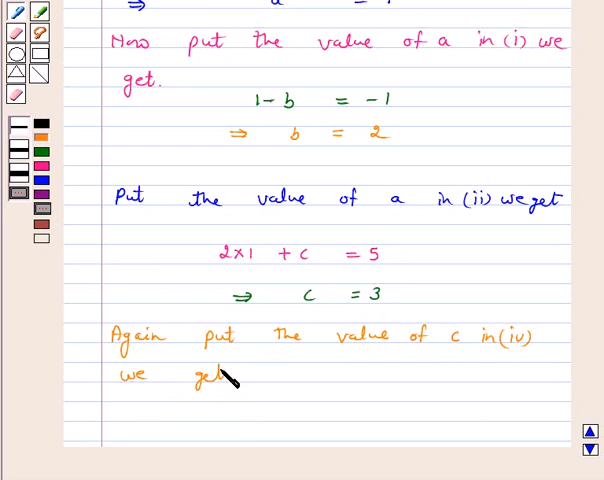 ⇒ a = 1
Now put the value of a in (i) we
get.
1 - b = -1
⇒ b = 2
Put the value of a in (ii) we get
2×1 + c = 5
⇒ c = 3
Again put the value of c in (iv)
we get